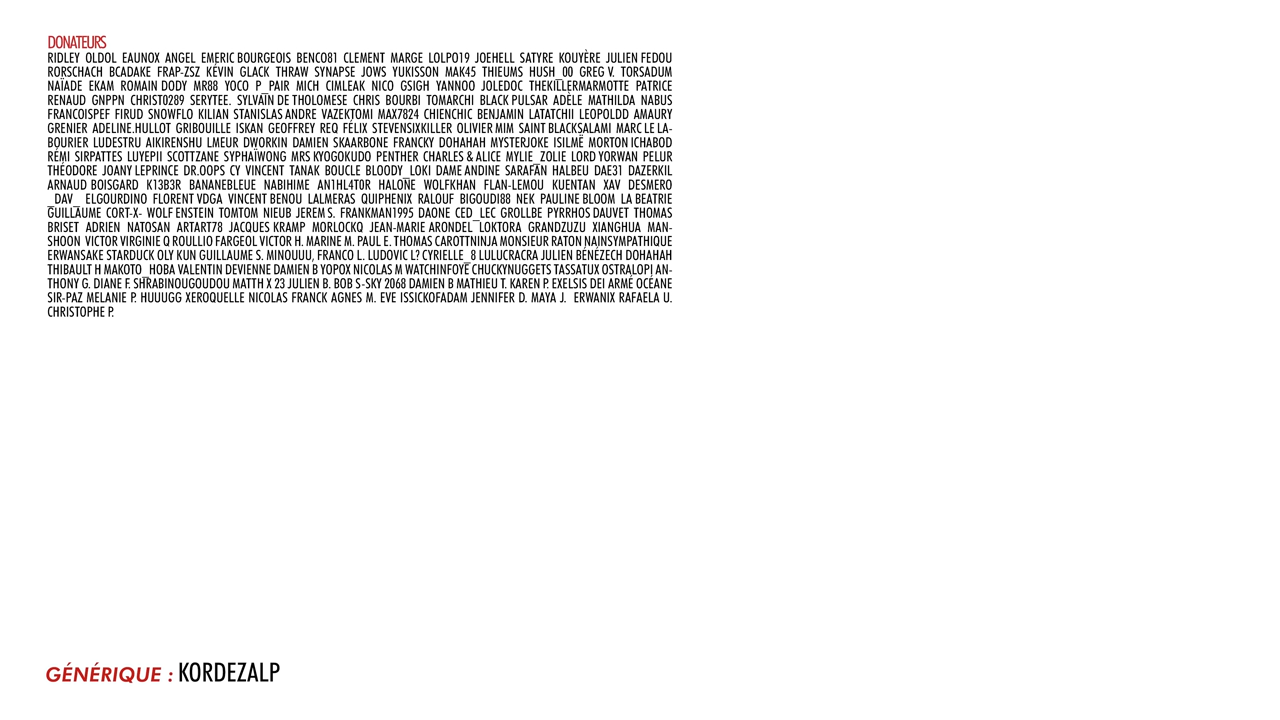 DONATEURS
RIDLEY OLDOL EAUNOX ANGEL EMERIC BOURGEOIS BENCO81 CLEMENT MARGE LOLPO19 JOEHELL SATYRE KOUYÈRE JULIEN FEDOU
RORSCHACH BCADAKE FRAP-ZSZ KÉVIN GLACK THRAW SYNAPSE JOWS YUKISSON MAK45 THIEUMS HUSH_00 GREG V. TORSADUM
NAÏADE EKAM ROMAIN DODY MR88 YOCO P_PAIR MICH CIMLEAK NICO GSIGH YANNOO JOLEDOC THEKILLERMARMOTTE PATRICE
RENAUD GNPPN CHRIST0289 SERYTEE. SYLVAIN DE THOLOMESE CHRIS BOURBI TOMARCHI BLACK PULSAR ADÈLE MATHILDA NABUS
FRANCOISPEF FIRUD SNOWFLO KILIAN STANISLAS ANDRE VAZEKTOMI MAX7824 CHIENCHIC BENJAMIN LATATCHII LEOPOLDD AMAURY
GRENIER ADELINE.HULLOT GRIBOUILLE ISKAN GEOFFREY REQ FÉLIX STEVENSIXKILLER OLIVIER MIM SAINT BLACKSALAMI MARC LE LA-
BOURIER LUDESTRU AIKIRENSHU LMEUR DWORKIN DAMIEN SKAARBONE FRANCKY DOHAHAH MYSTERJOKE ISILMË MORTON ICHABOD
RÉMI SIRPATTES LUYEPII SCOTTZANE SYPHAÏWONG MRS KYOGOKUDO PENTHER CHARLES & ALICE MYLIE_ZOLIE LORD YORWAN PELUR
THÉODORE JOANY LEPRINCE DR.OOPS CY VINCENT TANAK BOUCLE BLOODY_LOKI DAME ANDINE SARAFAN HALBEU DAE31 DAZERKIL
ARNAUD BOISGARD K13B3R BANANEBLEUE NABIHIME AN1HL4T0R HALONE WOLFKHAN FLAN-LEMOU KUENTAN XAV DESMERO
_DAV_ ELGOURDINO FLORENT VDGA VINCENT BENOU LALMERAS QUIPHENIX RALOUF BIGOUDI88 NEK PAULINE BLOOM LA BEATRIE
GUILLAUME CORT-X- WOLF ENSTEIN TOMTOM NIEUB JEREM S. FRANKMAN1995 DAONE CED_LEC GROLLBE PYRRHOS DAUVET THOMAS
BRISET ADRIEN NATOSAN ARTART78 JACQUES KRAMP MORLOCKQ JEAN-MARIE ARONDEL LOKTORA GRANDZUZU XIANGHUA MAN-
SHOON VICTOR VIRGINIE Q ROULLIO FARGEOL VICTOR H. MARINE M. PAUL E. THOMAS CAROTTNINJA MONSIEUR RATON NAINSYMPATHIQUE
ERWANSAKE STARDUCK OLY KUN GUILLAUME S. MINOUUU, FRANCO L. LUDOVIC L? CYRIELLE_8 LULUCRACRA JULIEN BÉNÉZECH DOHAHAH
THIBAULT H MAKOTO_HOBA VALENTIN DEVIENNE DAMIEN B YOPOX NICOLAS M WATCHINFOYE CHUCKYNUGGETS TASSATUX OSTRALOPI AN-
THONY G. DIANE F. SHRABINOUGOUDOU MATTH X 23 JULIEN B. BOB S-SKY 2068 DAMIEN B MATHIEU T. KAREN P. EXELSIS DEI ARMÉ OCÉANE
SIR-PAZ MELANIE P. HUUUGG XEROQUELLE NICOLAS FRANCK AGNES M. EVE ISSICKOFADAM JENNIFER D. MAYA J. ERWANIX RAFAELA U.
CHRISTOPHE P.
GÉNÉRIQUE : KORDEZALP